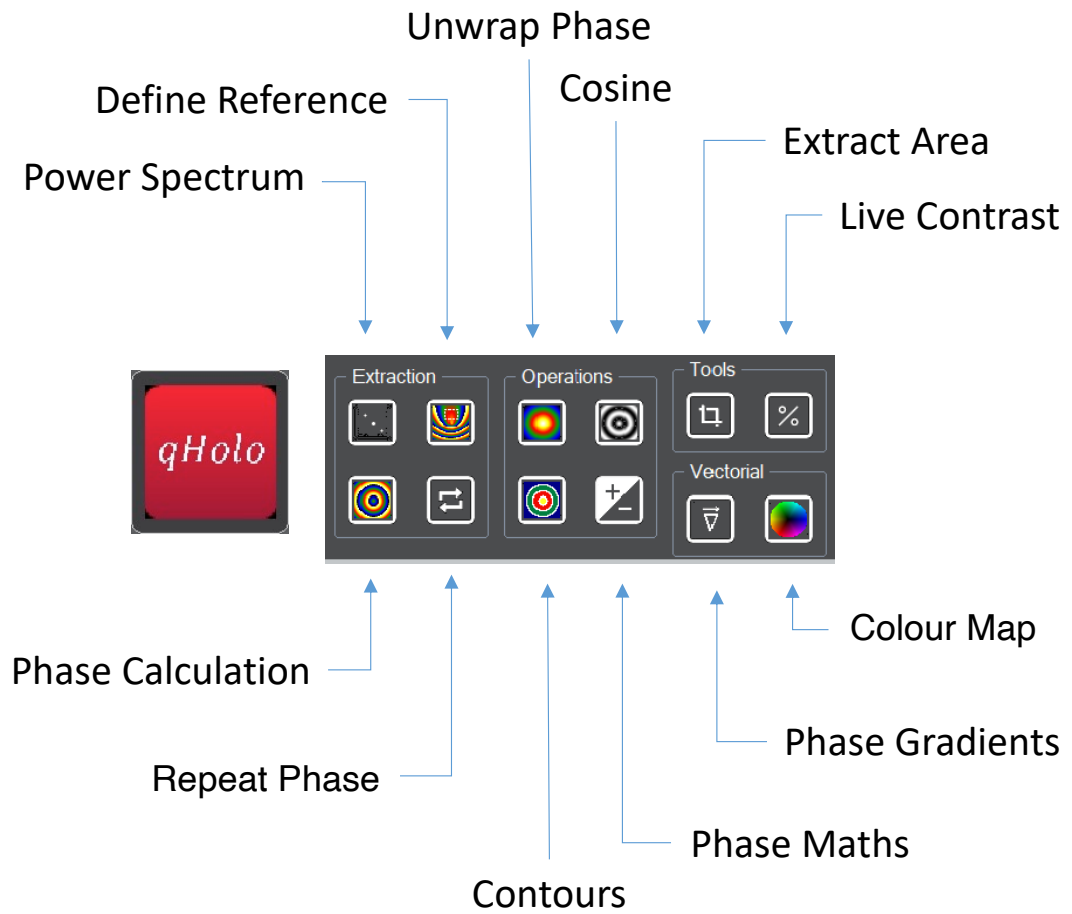 Unwrap Phase
Cosine
Define Reference
Extract Area
Power Spectrum
Live Contrast
qHolo
Extraction
Operations
Tools
%
+
-
Vectorial
Colour Map
Phase Calculation
Phase Gradients
Repeat Phase
Phase Maths
Contours